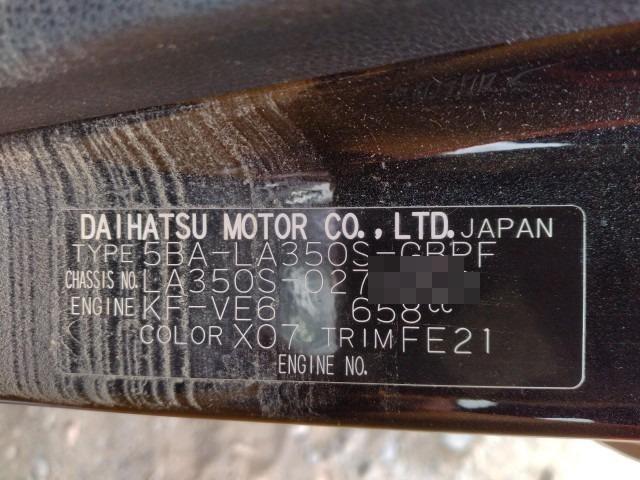 DAIHATSU MOTOR CO., LTD. JAPAN
TYPE 5BA-LA350S-GBPF
CHASSIS NO. LA350S-027
ENGINE KF-VE6 658cc
COLOR X07 TRIM FE21
ENGINE NO.